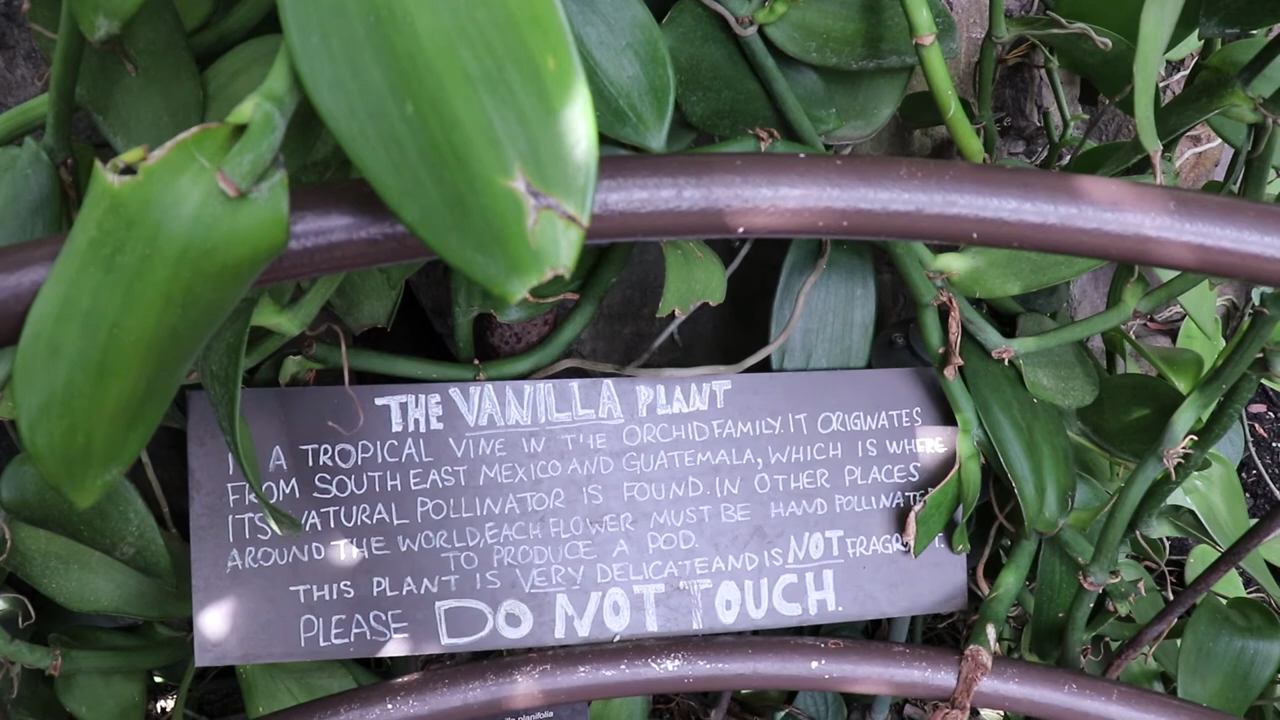 THE VANILLA PLANT
A TROPICAL VINE IN THE ORCHID FAMILY. IT ORIGINATES
FROM SOUTH EAST MEXICO AND GUATEMALA, WHICH IS WHERE
ITS NATURAL POLLINATOR IS FOUND. IN OTHER PLACES
AROUND THE WORLD, EACH FLOWER MUST BE HAND POLLINATED
TO PRODUCE A POD.
THIS PLANT IS VERY DELICATE AND IS NOT FRAGRANT.
PLEASE DO NOT TOUCH.
planifolia